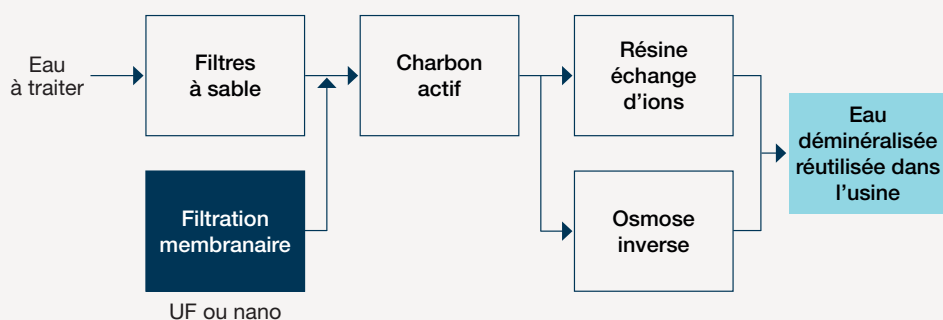 Eau
à traiter
Filtres
à sable
Charbon
actif
Résine
échange
d'ions
Eau
déminéralisée
réutilisée dans
l'usine
Filtration
membranaire
Osmose
inverse
UF ou nano